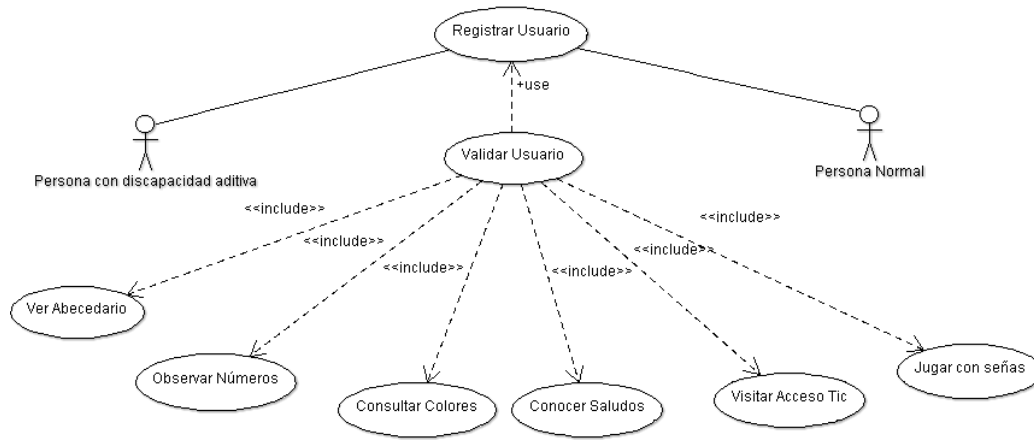 Registrar Usuario
+use
Validar Usuario
Persona con discapacidad aditiva
Persona Normal
<<include>>
<<include>>
<<include>>
<<include>>
<<include>>
<<include>>
Ver Abecedario
Observar Números
Consultar Colores
Conocer Saludos
Visitar Acceso Tic
Jugar con señas